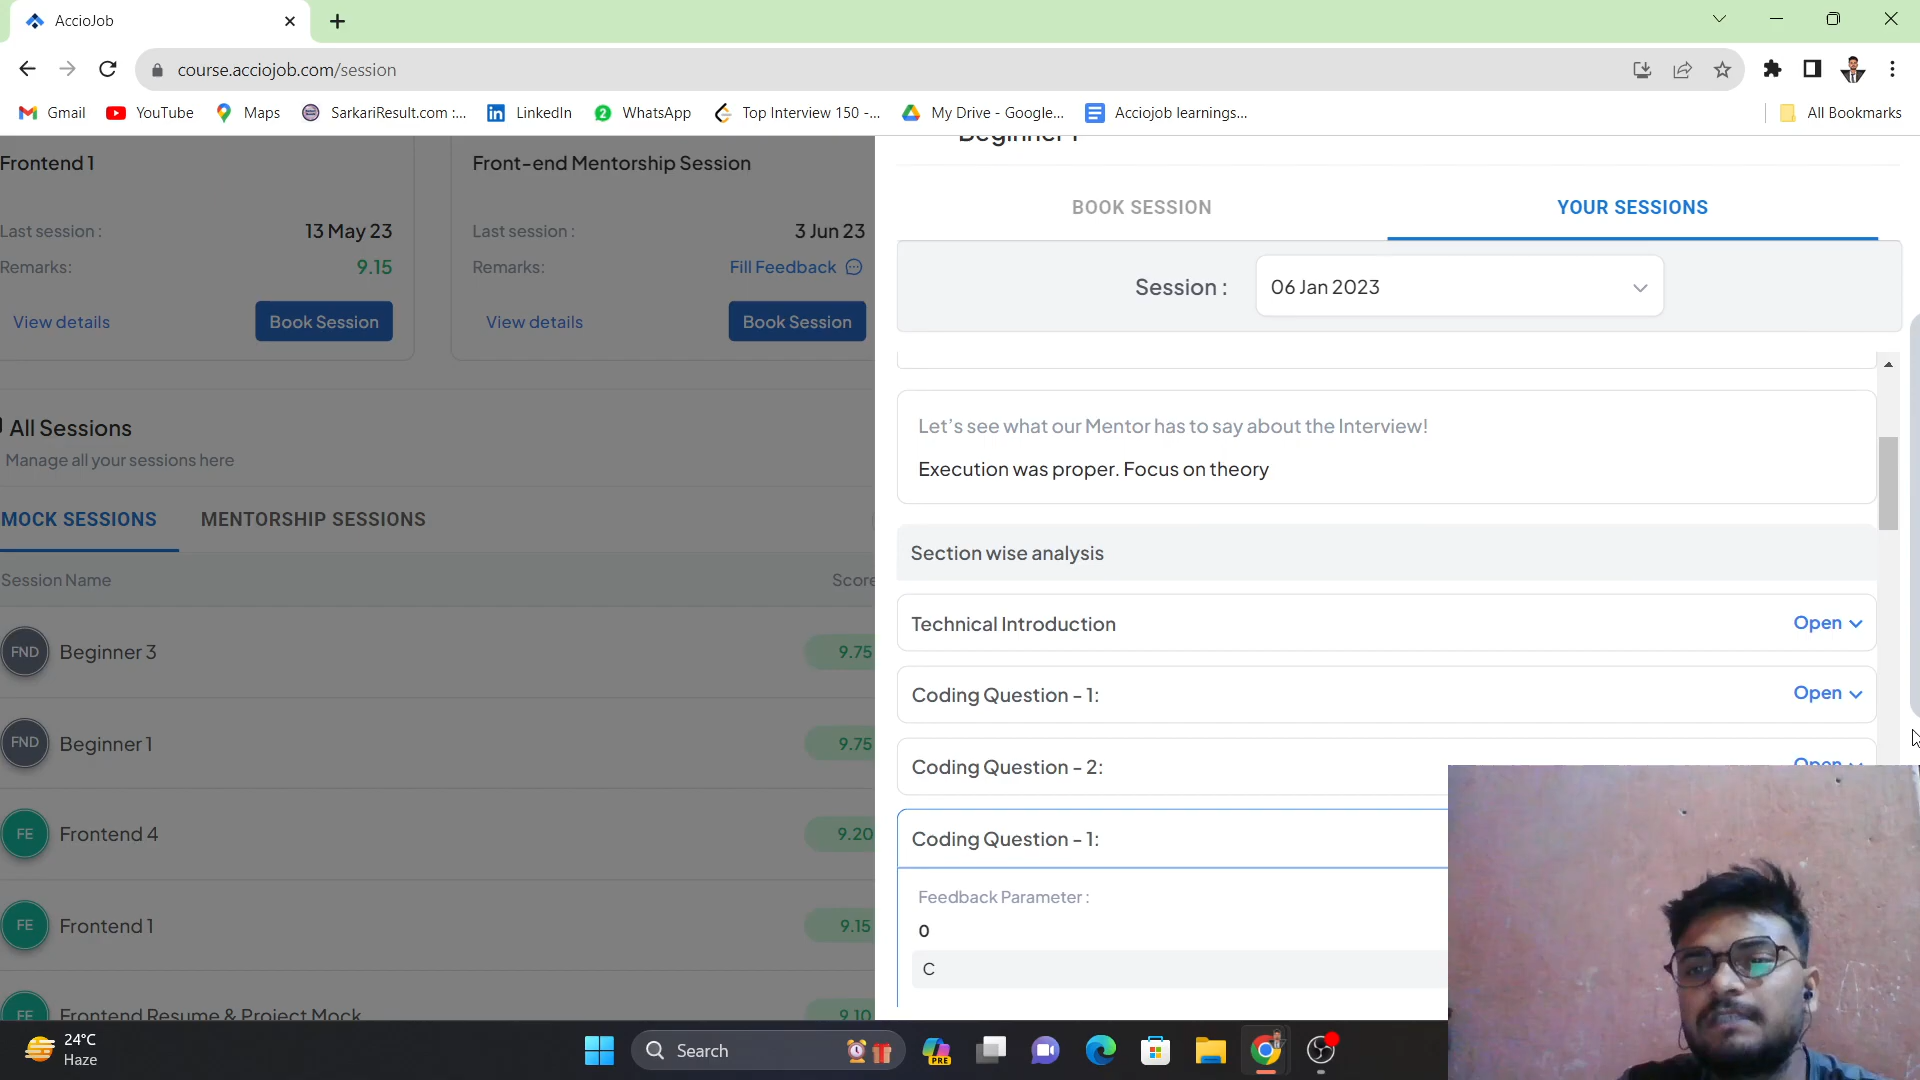 AccioJob
course.acciojob.com/session
Gmail
YouTube
Maps
SarkariResult.com :...
LinkedIn
2
WhatsApp
Top Interview 150 -...
My Drive - Google...
Acciojob learnings...
All Bookmarks
Frontend 1
Last session :
13 May 23
Remarks:
9.15
View details
Book Session
Front-end Mentorship Session
Last session :
3 Jun 23
Remarks:
Fill Feedback
View details
Book Session
All Sessions
Manage all your sessions here
MOCK SESSIONS
MENTORSHIP SESSIONS
Session Name
Score
FND
Beginner 3
9.75
FND
Beginner 1
9.75
FE
Frontend 4
9.20
FE
Frontend 1
9.15
FE
Frontend Resume & Project Mock
9.10
Beginner 1
BOOK SESSION
YOUR SESSIONS
Session :
06 Jan 2023
Let's see what our Mentor has to say about the Interview!
Execution was proper. Focus on theory
Section wise analysis
Technical Introduction
Open
Coding Question - 1:
Open
Coding Question - 2:
Open
Coding Question - 1:
Feedback Parameter :
0
C
24°C
Haze
Search
PRE